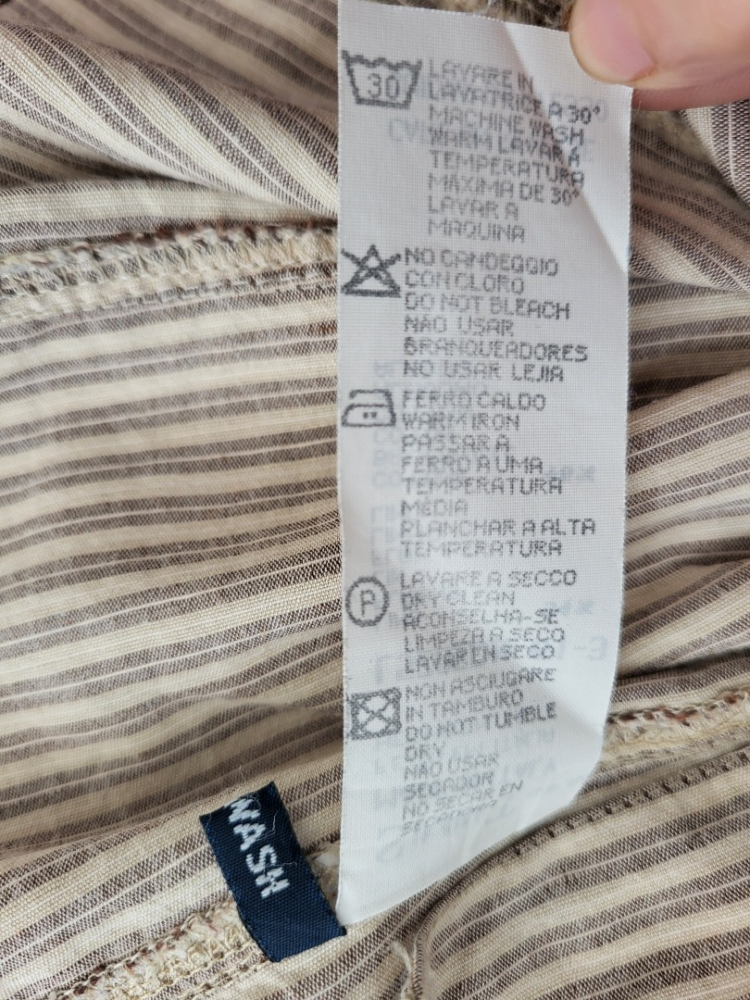 30
LAVARE IN
LAVATRICE A 30°
MACHINE WASH
WARM LAVAR A
TEMPERATURA
MÁXIMA DE 30°
LAVAR A
MAQUINA
NO CANDEGGIO
CON CLORO
DO NOT BLEACH
NÃO USAR
BRANQUEADORES
NO USAR LEJIA
FERRO CALDO
WARM IRON
PASSAR A
FERRO A UMA
TEMPERATURA
MÉDIA
PLANCHAR A ALTA
TEMPERATURA
P
LAVARE A SECCO
DRY CLEAN
ACONSELHA-SE
LIMPEZA A SECO
LAVAR EN SECO
NON ASCIUGARE
IN TAMBURO
DO NOT TUMBLE
DRY
NÃO USAR
SECADOR
NO SECAR EN
SECADORA
WASH